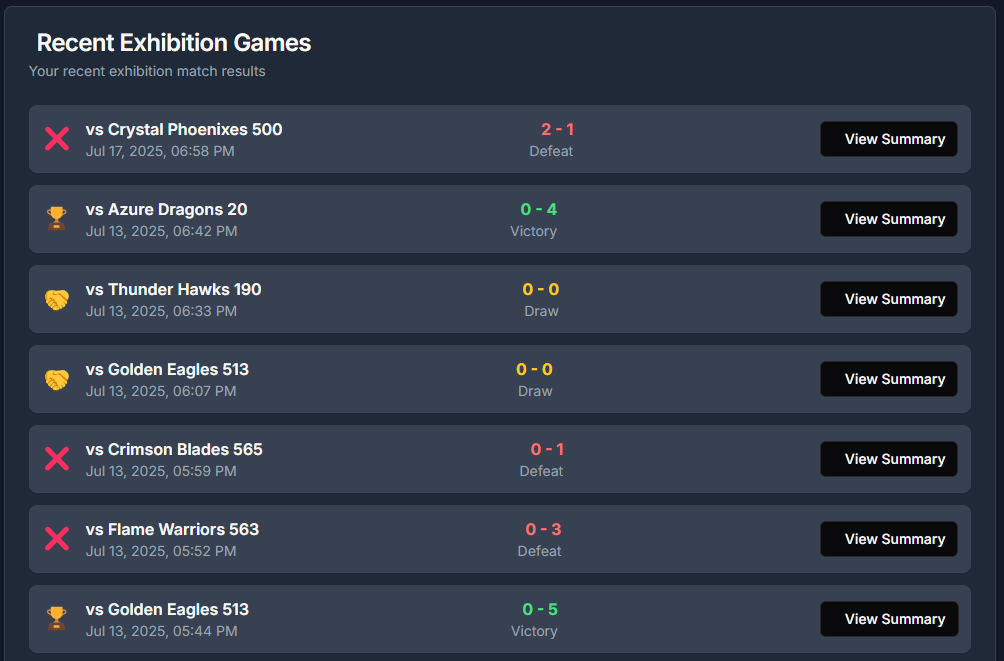 Recent Exhibition Games
Your recent exhibition match results
vs Crystal Phoenixes 500
Jul 17, 2025, 06:58 PM
2 - 1
Defeat
View Summary
vs Azure Dragons 20
Jul 13, 2025, 06:42 PM
0 - 4
Victory
View Summary
vs Thunder Hawks 190
Jul 13, 2025, 06:33 PM
0 - 0
Draw
View Summary
vs Golden Eagles 513
Jul 13, 2025, 06:07 PM
0 - 0
Draw
View Summary
vs Crimson Blades 565
Jul 13, 2025, 05:59 PM
0 - 1
Defeat
View Summary
vs Flame Warriors 563
Jul 13, 2025, 05:52 PM
0 - 3
Defeat
View Summary
vs Golden Eagles 513
Jul 13, 2025, 05:44 PM
0 - 5
Victory
View Summary